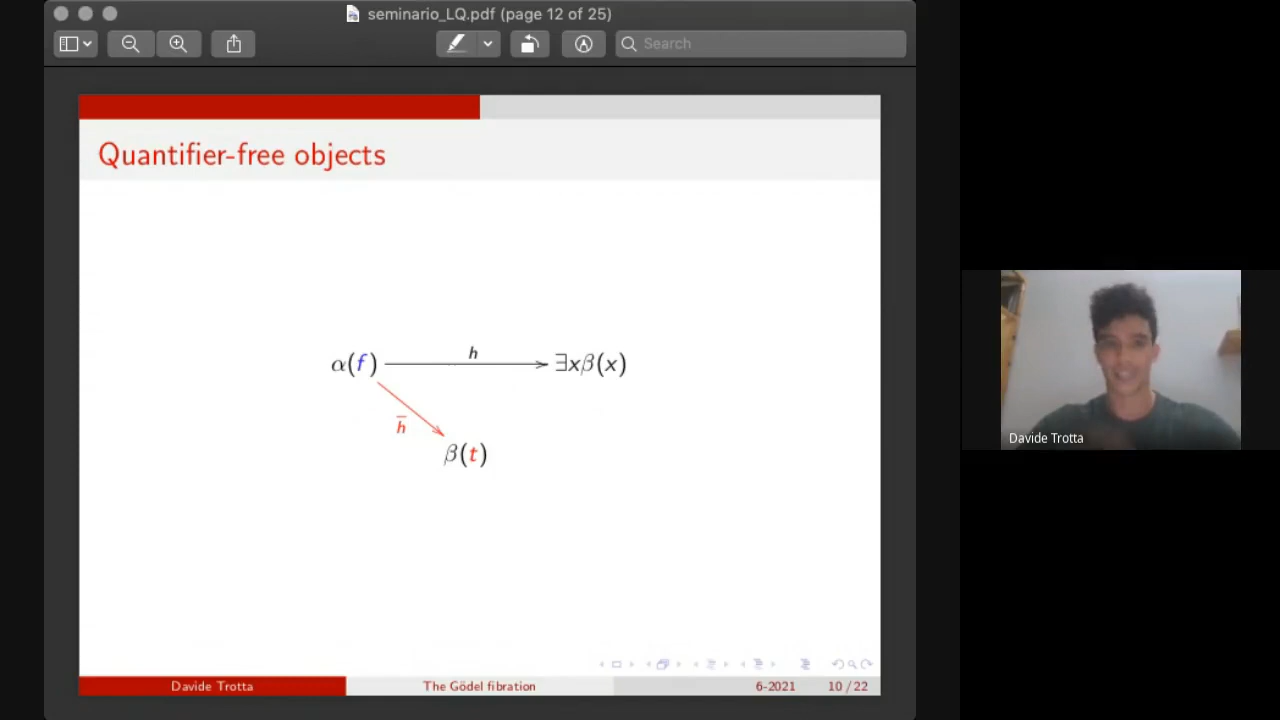 seminario_LQ.pdf (page 12 of 25)
Search
Quantifier-free objects
α(f)
h
∃xβ(x)
h̅
β(t)
Davide Trotta
Davide Trotta
The Gödel fibration
6-2021
10 / 22